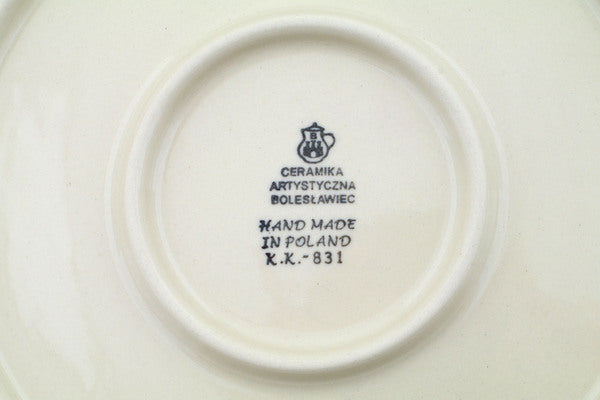 B
CERAMIKA
ARTYSTYCZNA
BOLESŁAWIEC
HAND MADE
IN POLAND
K.K.-831